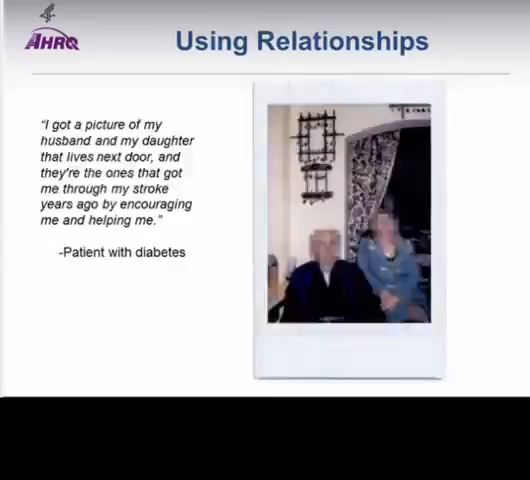 AHRQ
Using Relationships
“I got a picture of my
husband and my daughter
that lives next door, and
they're the ones that got
me through my stroke
years ago by encouraging
me and helping me.”
-Patient with diabetes